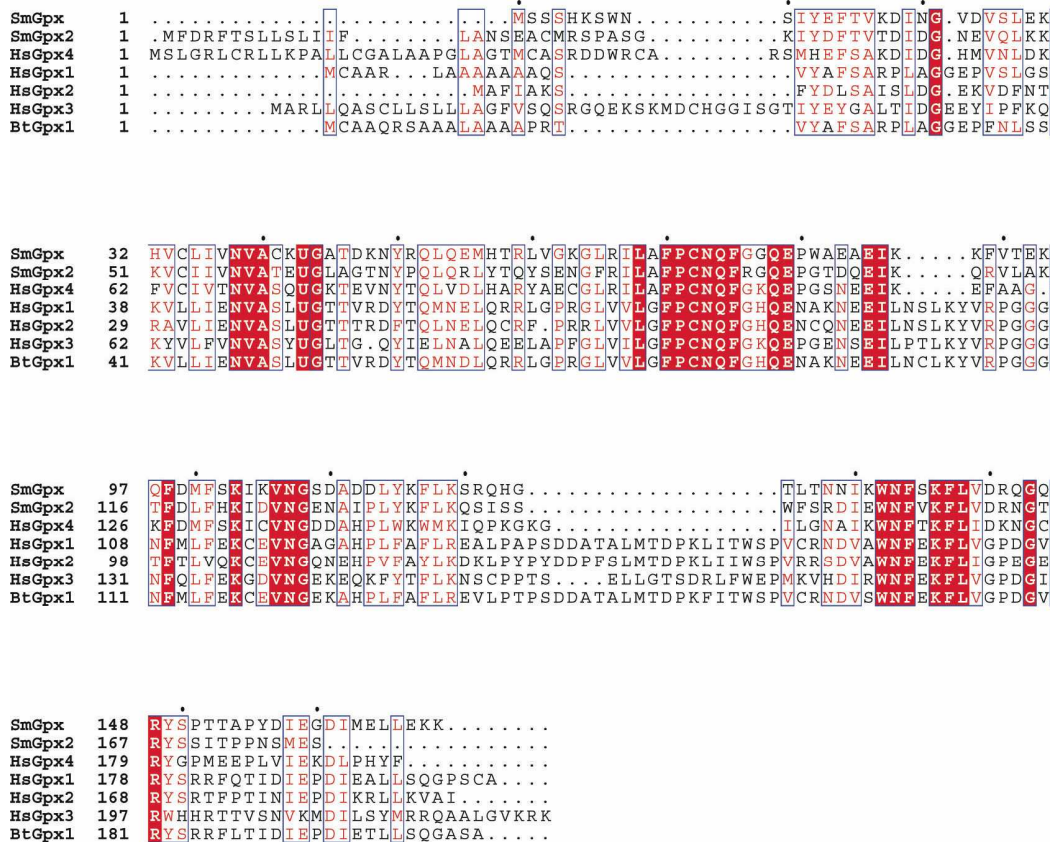 SmGpx 1 ...................MSSSHKSWN................SIYEFTVKDING.VDVSLEK
SmGpx2 1 .MFDRFTSLLSLIIF........LANSEACMRSPASG........KIYDFTVTDIDG.NEVQLKK
HsGpx4 1 MSLGRLCRLLKPALLCGALAAPGLAGTMCASRDDWRCA....RSMHEFSAKDIDG.HMVNLDK
HsGpx1 1 .............MCAAR...LAAAAAAAQS.................VYAFSARPLAGGEPVSLGS
HsGpx2 1 ........................MAFIAKS.................FYDLSAISLDG.EKVDFNT
HsGpx3 1 .........MARLLQASCLLSLLLAGFVSQSRGQEKSKMDCHGGISGTIYEYGALTIDGEEYIPFKQ
BtGpx1 1 .............MCAAQRSAAALAAAAPRT.................VYAFSARPLAGGEPFNLSS
SmGpx 32 HVCLIVNVACKUGATDKNYRQLQEMHTRLVGKGLRILAFPCNQFGGQEPWAEAEIK.....KFVTEK
SmGpx2 51 KVCIIVNVATEUGLAGTNYPQLQRLYTQYSENGFRILAFPCNQFRGQEPGTDQEIK.....QRVLAK
HsGpx4 62 FVCIVTNVASQUGKTEVNYTQLVDLHARYAECGLRILAFPCNQFGKQEPGSNEEIK.....EFAAG.
HsGpx1 38 KVLLIENVASLUGTTVRDYTQMNELQRRLGPRGLVVLGFPCNQFGHQENAKNEEILNSLKYVRPGGG
HsGpx2 29 RAVLIENVASLUGTTTRDFTQLNELQCRF.PRRLVVLGFPCNQFGHQENCQNEEILNSLKYVRPGGG
HsGpx3 62 KYVLFVNVASYUGLTG.QYIELNALQEELAPFGLVILGFPCNQFGKQEPGENSEILPTLKYVRPGGG
BtGpx1 41 KVLLIENVASLUGTTVRDYTQMNDLQRRLGPRGLVVLGFPCNQFGHQENAKNEEILNCLKYVRPGGG
SmGpx 97 QFDMFSKIKVNGSDADDLYKFLKSRQHG...................TLTNNIKWNFSKFLVDRQGQ
SmGpx2 116 TFDLFHKIDVNGENAIPLYKFLKQSISS...................WFSRDIEWNFVKFLVDRNGT
HsGpx4 126 KFDMFSKICVNGDDAHPLWKWMKIQPKGKG.................ILGNAIKWNFTKFLIDKNGC
HsGpx1 108 NFMLFEKCEVNGAGAHPLFAFLREALPAPSDDATALMTDPKLITWSPVCRNDVAWNFEKFLVGPDGV
HsGpx2 98 TFTLVQKCEVNGQNEHPVFAYLKDKLPYPYDDPFSLMTDPKLIIWSPVRRSDVAWNFEKFLIGPEGE
HsGpx3 131 NFQLFEKGDVNGEKEQKFYTFLKNSCPPTS....ELLGTSDRLFWEPMKVHDIRWNFEKFLVGPDGI
BtGpx1 111 NFMLFEKCEVNGEKAHPLFAFLREVLPTPSDDATALMTDPKFITWSPVCRNDVSWNFEKFLVGPDGV
SmGpx 148 RYSPTTAPYDIEGDIMELLEKK........
SmGpx2 167 RYSSITPPNSMES.................
HsGpx4 179 RYGPMEEPLVIEKDLPHYF...........
HsGpx1 178 RYSRRFQTIDIEPDIEALLSQGPSCA....
HsGpx2 168 RYSRTFPTINIEPDIKRLLKVAI.......
HsGpx3 197 RWHHRTTVSNVKMDILSYMRRQAALGVKRK
BtGpx1 181 RYSRRFLTIDIEPDIETLLSQGASA.....